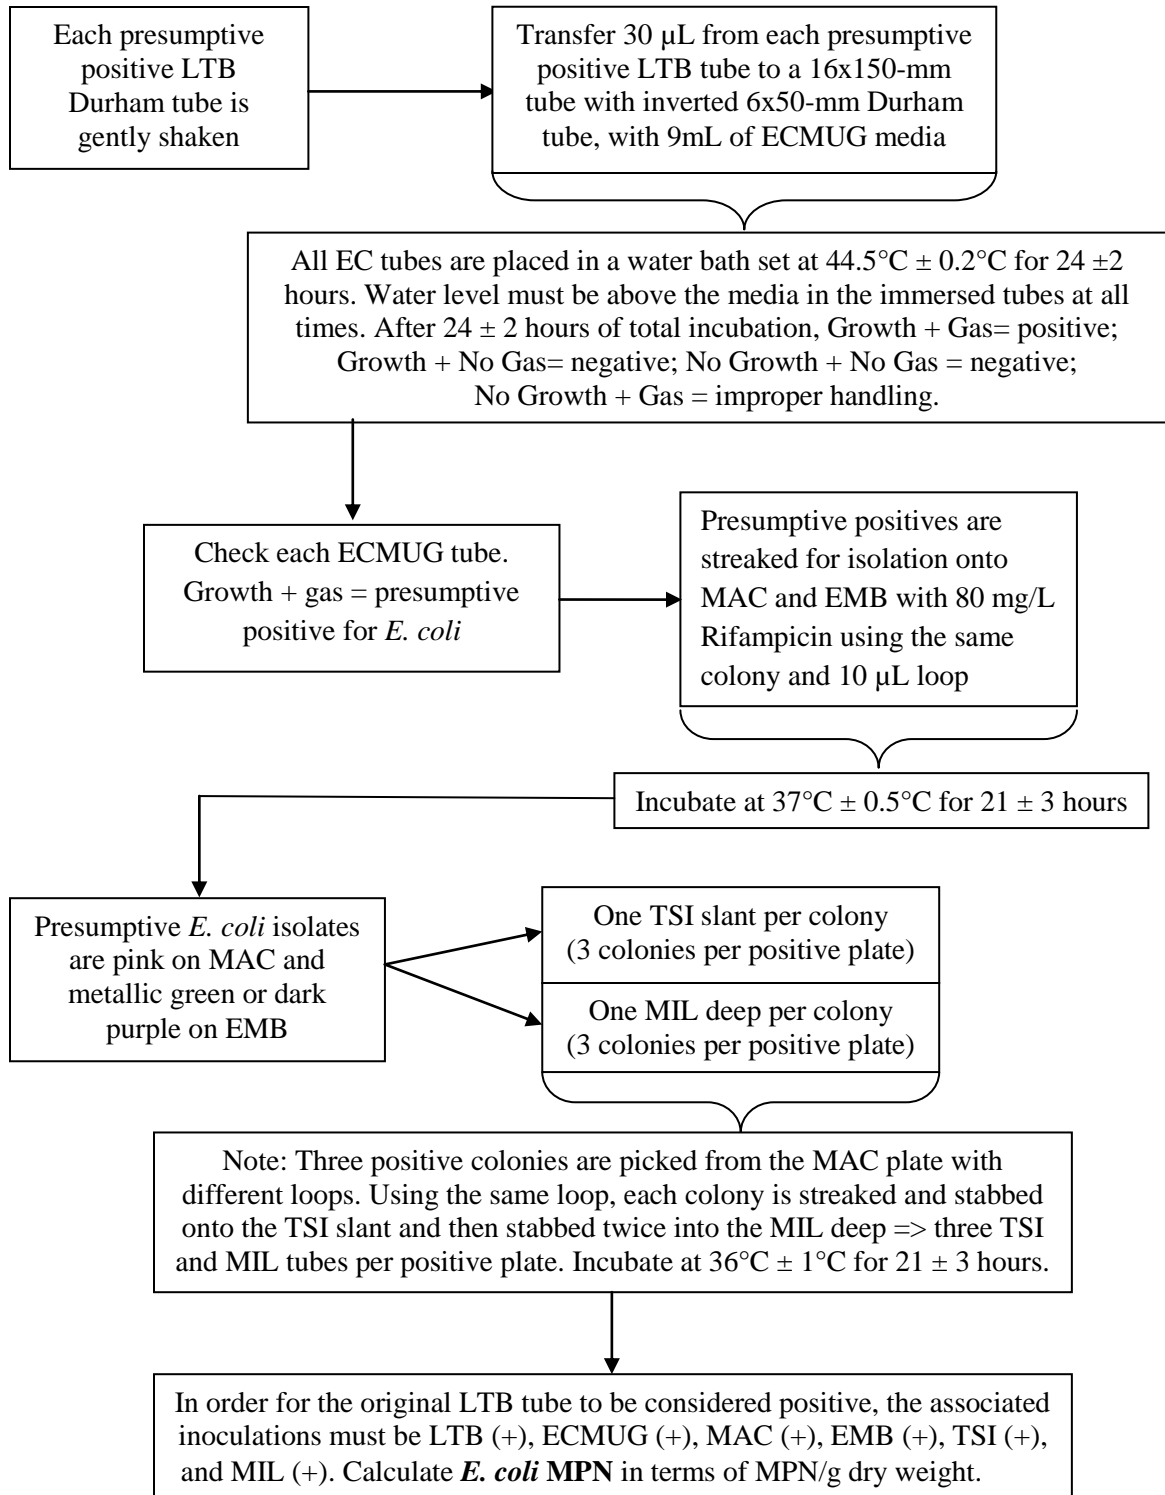 Each presumptive
positive LTB
Durham tube is
gently shaken
Transfer 30 µL from each presumptive
positive LTB tube to a 16x150-mm
tube with inverted 6x50-mm Durham
tube, with 9mL of ECMUG media
All EC tubes are placed in a water bath set at 44.5°C ± 0.2°C for 24 ±2
hours. Water level must be above the media in the immersed tubes at all
times. After 24 ± 2 hours of total incubation, Growth + Gas= positive;
Growth + No Gas= negative; No Growth + No Gas = negative;
No Growth + Gas = improper handling.
Check each ECMUG tube.
Growth + gas = presumptive
positive for E. coli
Presumptive positives are
streaked for isolation onto
MAC and EMB with 80 mg/L
Rifampicin using the same
colony and 10 µL loop
Incubate at 37°C ± 0.5°C for 21 ± 3 hours
Presumptive E. coli isolates
are pink on MAC and
metallic green or dark
purple on EMB
One TSI slant per colony
(3 colonies per positive plate)
One MIL deep per colony
(3 colonies per positive plate)
Note: Three positive colonies are picked from the MAC plate with
different loops. Using the same loop, each colony is streaked and stabbed
onto the TSI slant and then stabbed twice into the MIL deep => three TSI
and MIL tubes per positive plate. Incubate at 36°C ± 1°C for 21 ± 3 hours.
In order for the original LTB tube to be considered positive, the associated
inoculations must be LTB (+), ECMUG (+), MAC (+), EMB (+), TSI (+),
and MIL (+). Calculate E. coli MPN in terms of MPN/g dry weight.